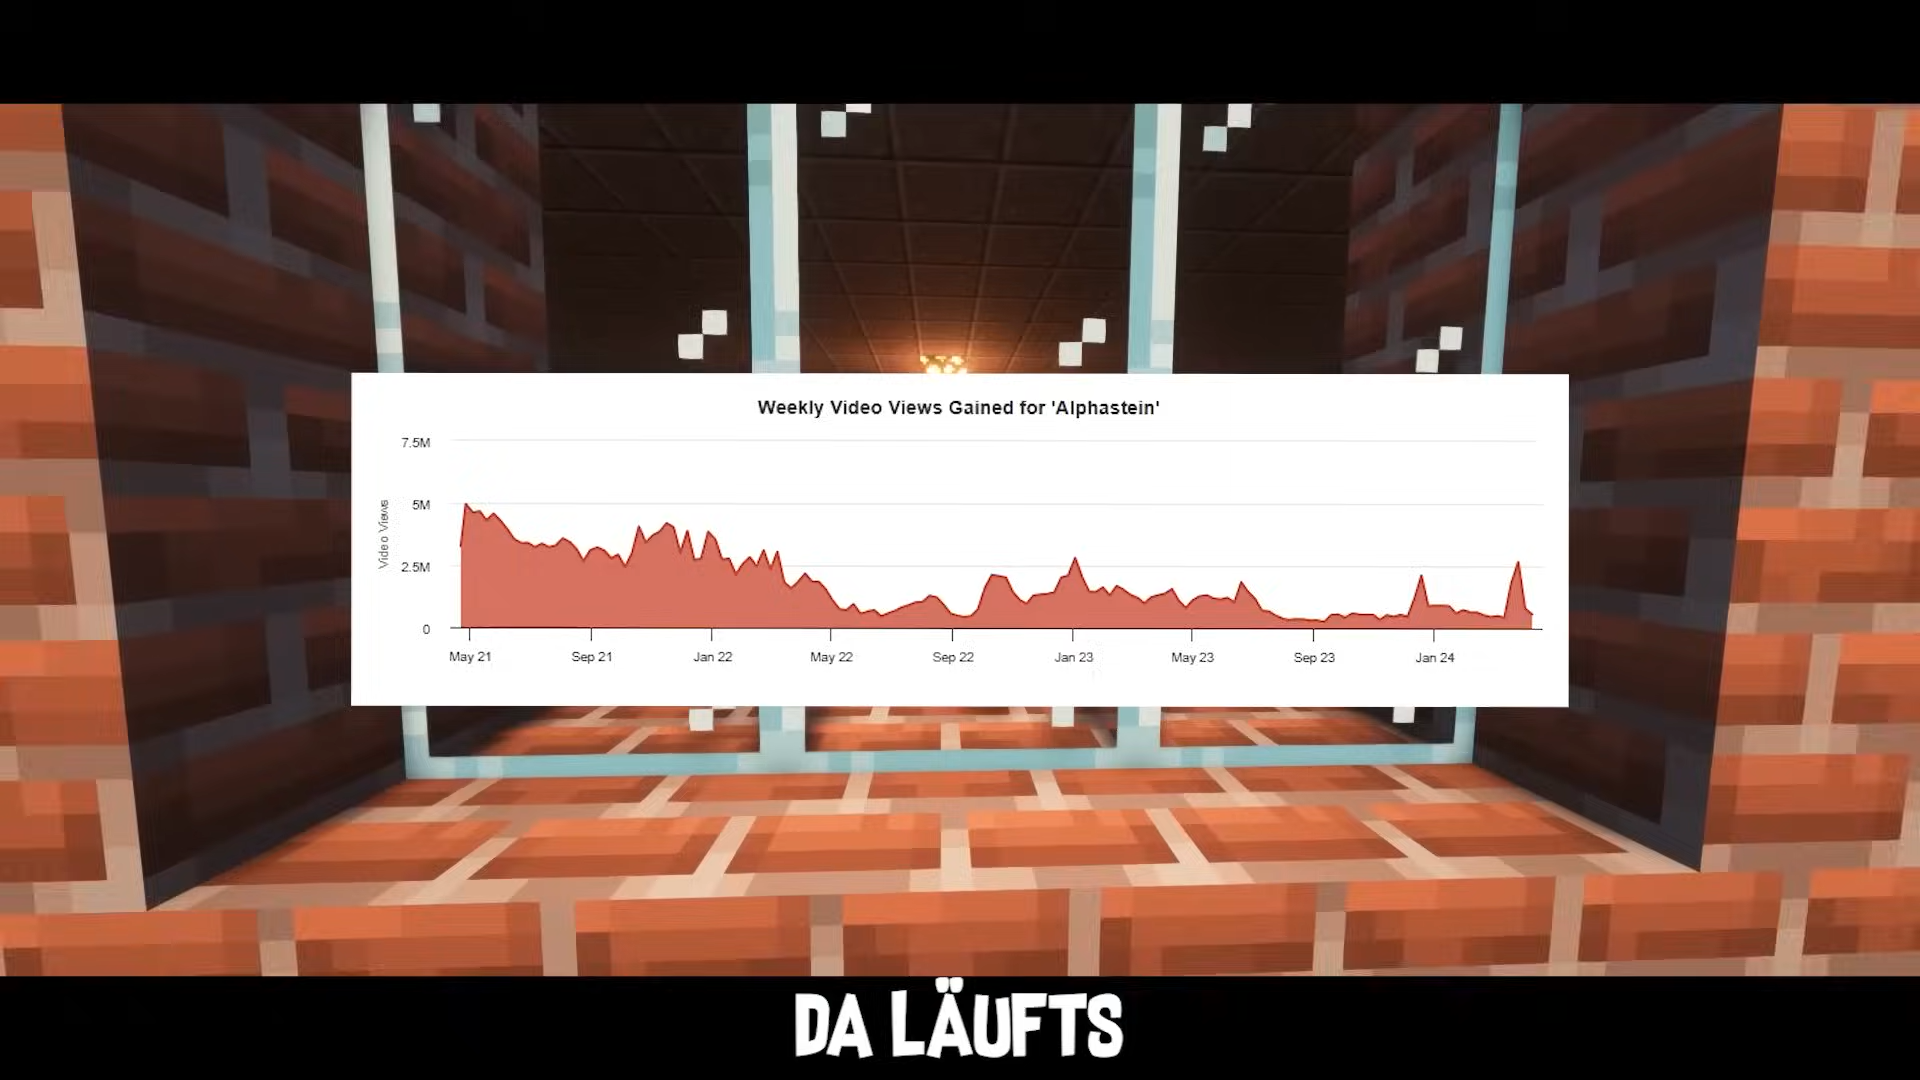 Weekly Video Views Gained for 'Alphastein'
7.5M
5M
2.5M
0
Video Views
May 21 Sep 21 Jan 22 May 22 Sep 22 Jan 23 May 23 Sep 23 Jan 24
DA LÄUFTS